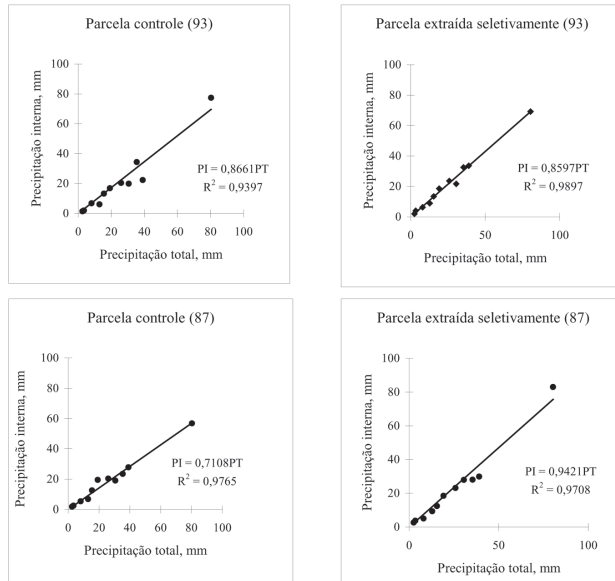 Parcela controle (93)
100
80
60
40
20
0
0 20 40 60 80 100
Precipitação interna, mm
Precipitação total, mm
PI = 0,8661PT
R² = 0,9397
Parcela extraída seletivamente (93)
100
80
60
40
20
0
0 50 100
Precipitação interna, mm
Precipitação total, mm
PI = 0,8597PT
R² = 0,9897
Parcela controle (87)
100
80
60
40
20
0
0 20 40 60 80 100
Precipitação interna, mm
Precipitação total, mm
PI = 0,7108PT
R² = 0,9765
Parcela extraída seletivamente (87)
100
80
60
40
20
0
0 50 100
Precipitação interna, mm
Precipitação total, mm
PI = 0,9421PT
R² = 0,9708